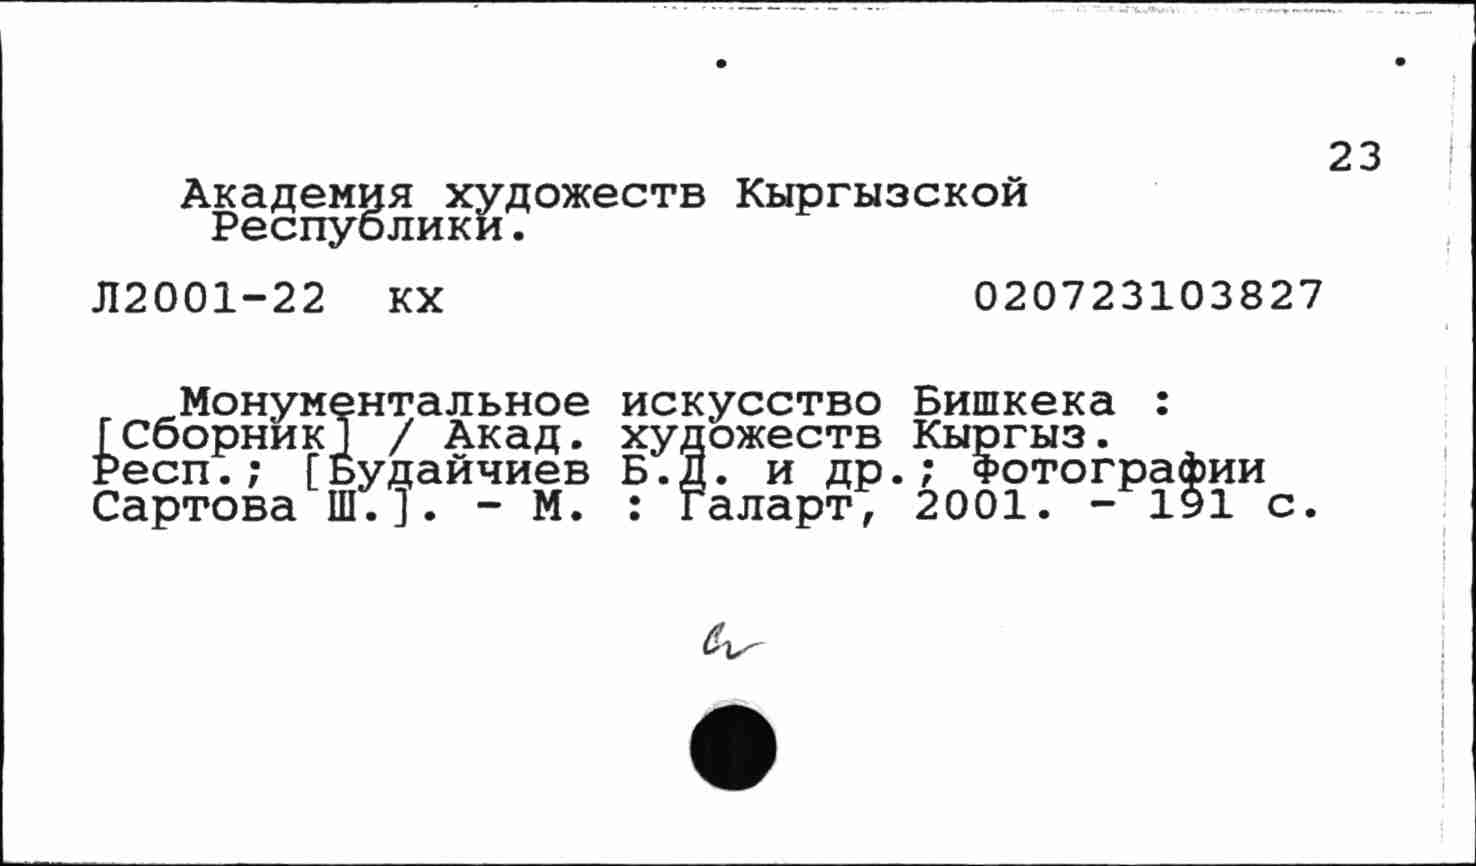 23
Академия художеств Кыргызской
Республики.
Л2001-22 кх 020723103827
Монументальное искусство Бишкека :
[Сборник] / Акад. художеств Кыргыз.
Респ.; [Будайчиев Б.Д. и др.; Фотографии
Сартова Ш.]. - М. : Галарт, 2001. - 191 с.